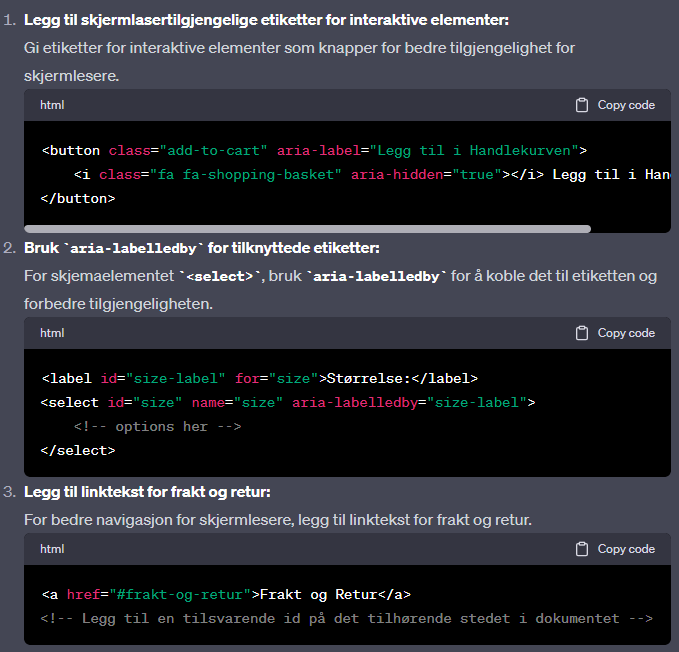 1. Legg til skjermlasertilgjengelige etiketter for interaktive elementer:
Gi etiketter for interaktive elementer som knapper for bedre tilgjengelighet for
skjermlesere.
html Copy code
<button class="add-to-cart" aria-label="Legg til i Handlekurven">
    <i class="fa fa-shopping-basket" aria-hidden="true"></i> Legg til i Han
</button>
2. Bruk `aria-labelledby` for tilknyttede etiketter:
For skjemaelementet `<select>`, bruk `aria-labelledby` for å koble det til etiketten og
forbedre tilgjengeligheten.
html Copy code
<label id="size-label" for="size">Størrelse:</label>
<select id="size" name="size" aria-labelledby="size-label">
    <!-- options her -->
</select>
3. Legg til linktekst for frakt og retur:
For bedre navigasjon for skjermlesere, legg til linktekst for frakt og retur.
html Copy code
<a href="#frakt-og-retur">Frakt og Retur</a>
<!-- Legg til en tilsvarende id på det tilhørende stedet i dokumentet -->